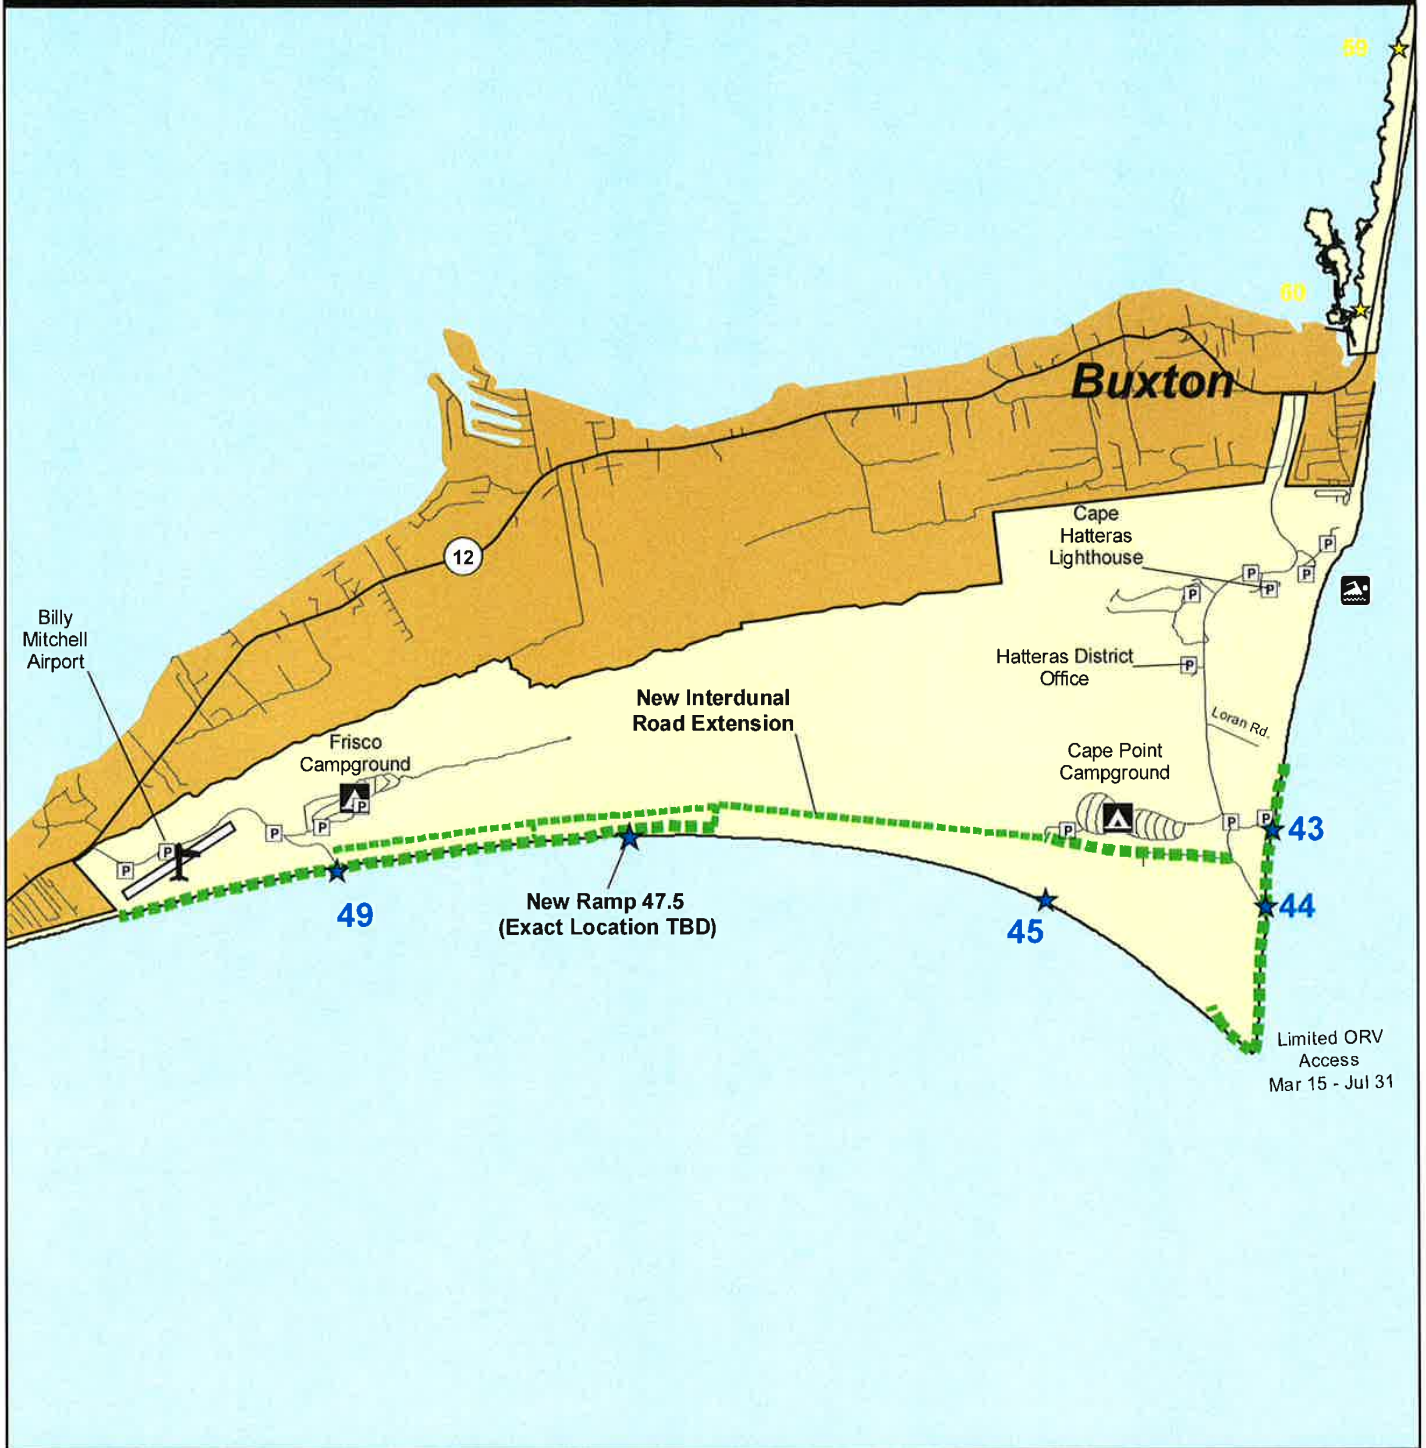 59
60
Buxton
12
Cape
Hatteras
Lighthouse
P
P
P
P
P
Billy
Mitchell
Airport
Hatteras District
Office
P
New Interdunal
Road Extension
Loran Rd.
Frisco
Campground
Cape Point
Campground
P
P
P
P
P
P
P
P
43
49
New Ramp 47.5
(Exact Location TBD)
45
44
Limited ORV
Access
Mar 15 - Jul 31